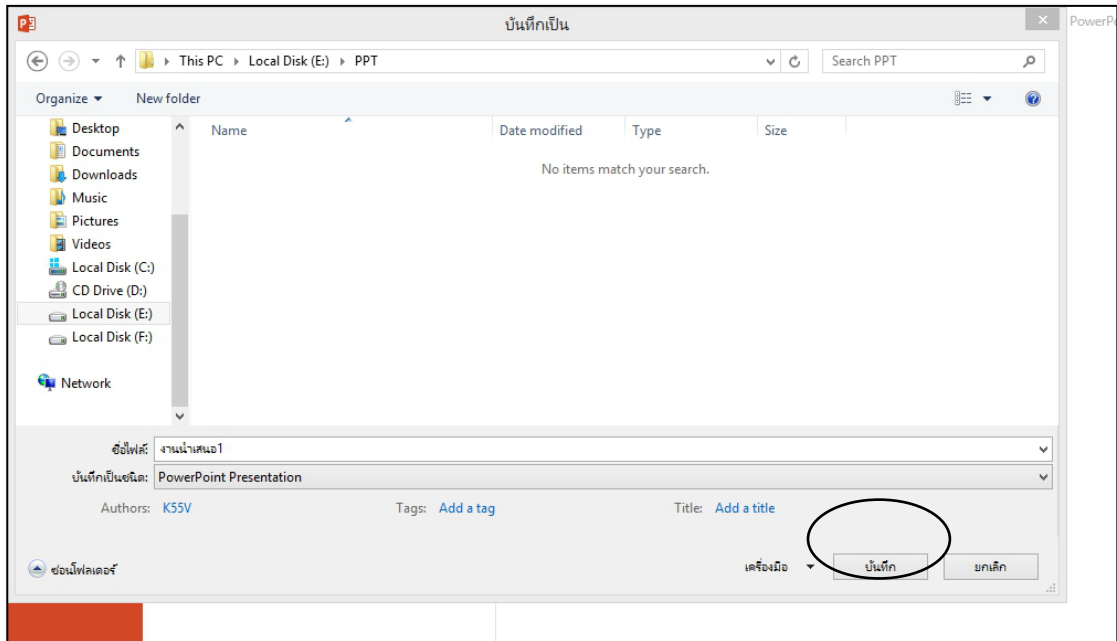 บันทึกเป็น
PowerP
This PC Local Disk (E:) PPT
Search PPT
Organize New folder
Desktop
Documents
Downloads
Music
Pictures
Videos
Local Disk (C:)
CD Drive (D:)
Local Disk (E:)
Local Disk (F:)
Network
Name Date modified Type Size
No items match your search.
ชื่อไฟล์: งานนำเสนอ1
บันทึกเป็นชนิด: PowerPoint Presentation
Authors: K55V Tags: Add a tag Title: Add a title
ซ่อนโฟลเดอร์ เครื่องมือ บันทึก ยกเลิก